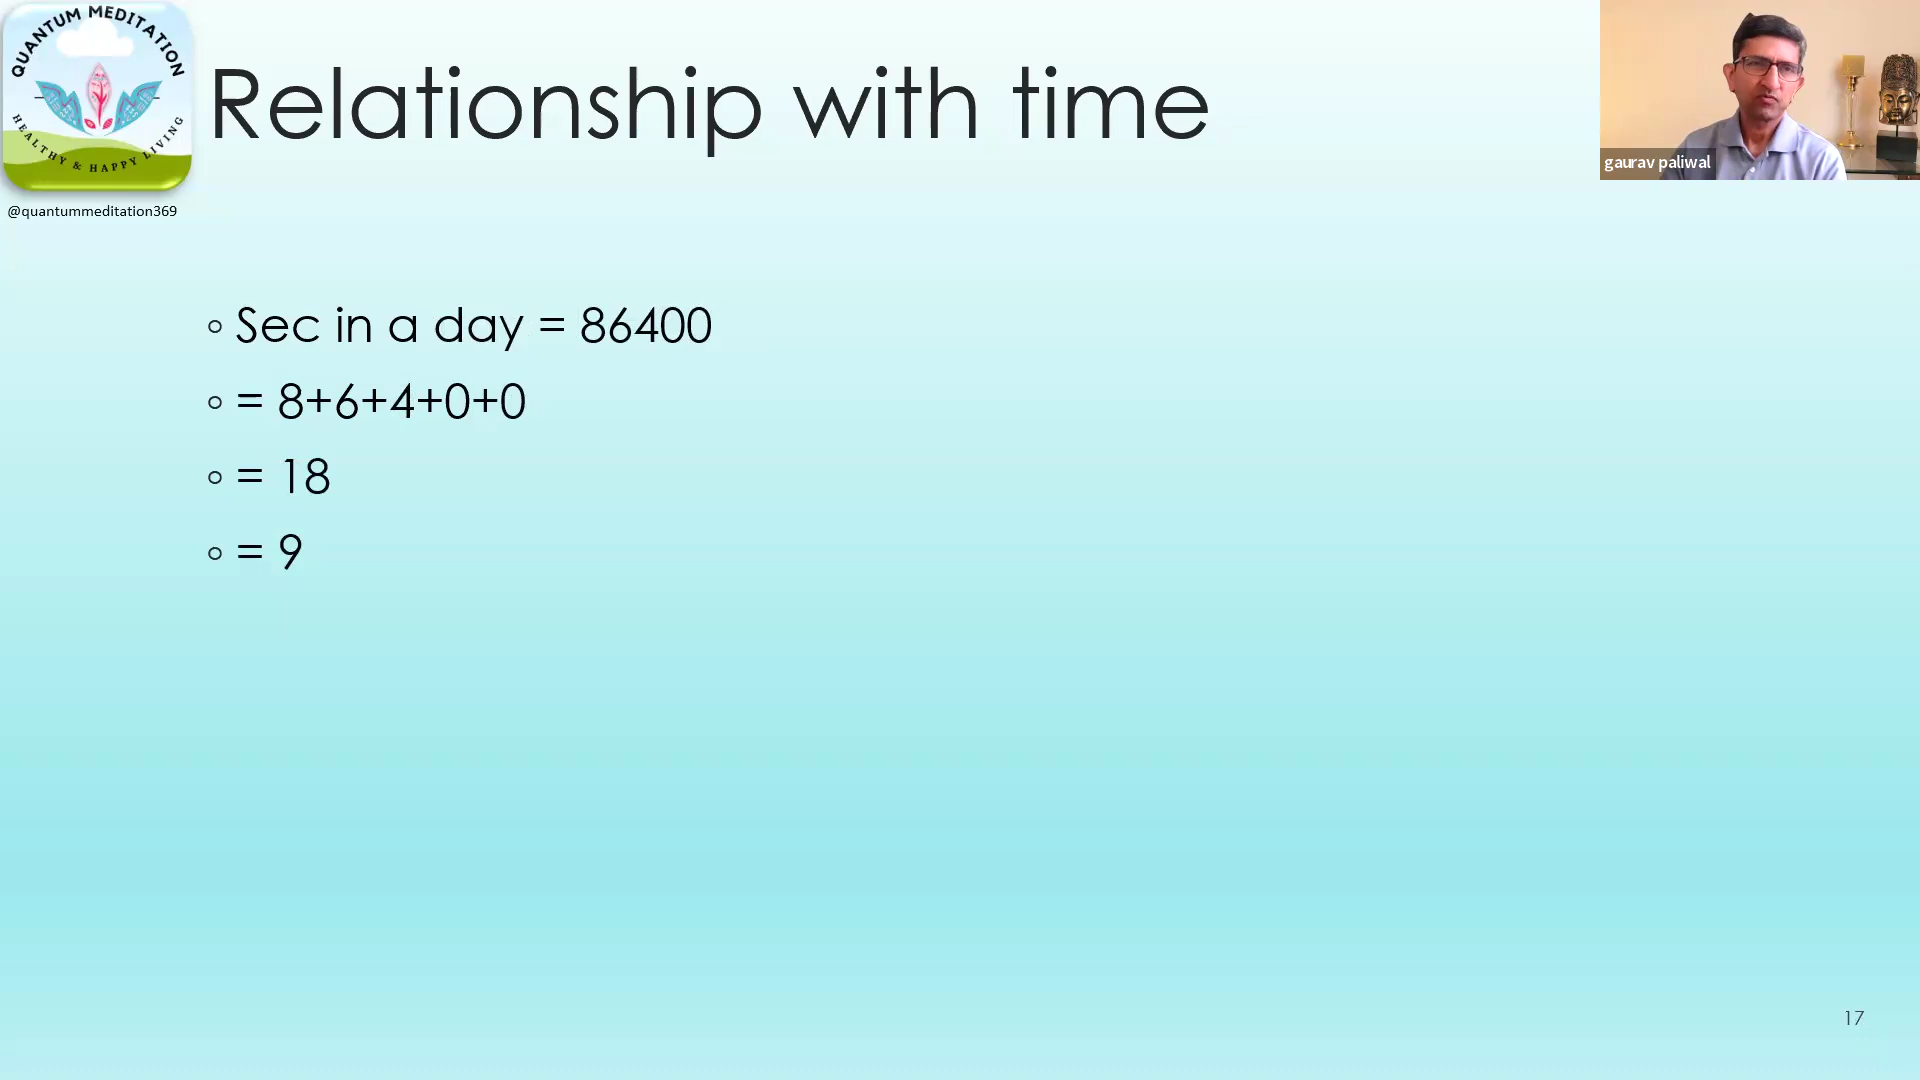 QUANTUM MEDITATION
HEALTHY & HAPPY LIVING
@quantummeditation369
Relationship with time
gaurav paliwal
Sec in a day = 86400
= 8+6+4+0+0
= 18
= 9
17